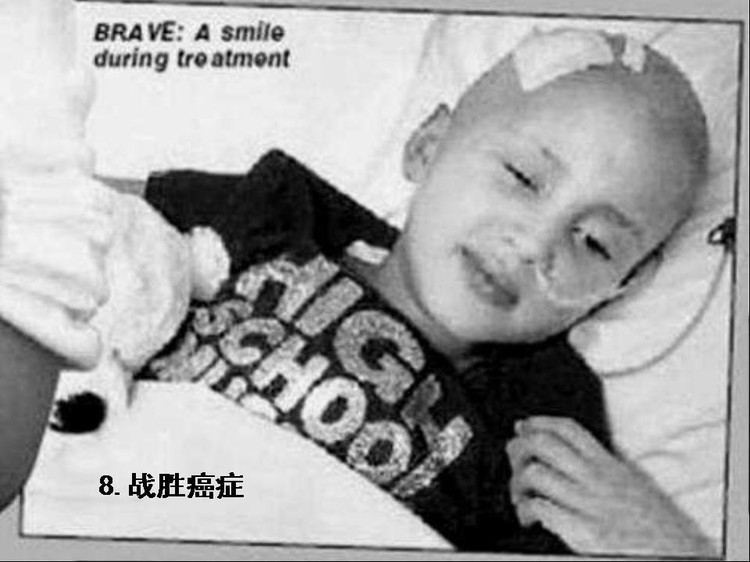 BRAVE: A smile
during treatment
HIGH
SCHOOL
8. 战胜癌症